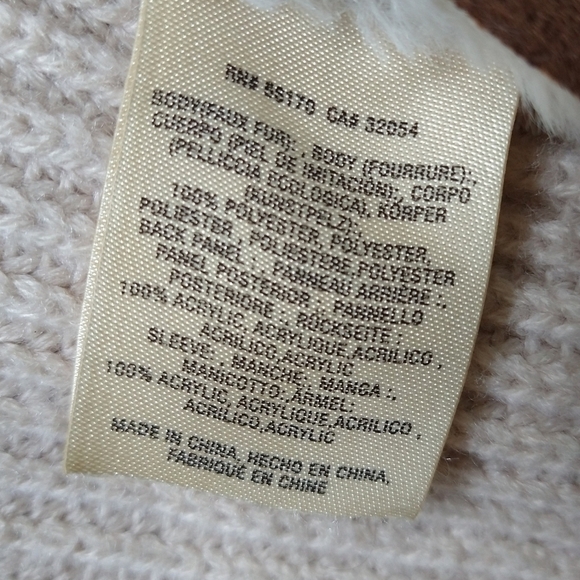 RN# 55170 CA# 32054
BODY(FAUX FUR):, BODY (FOURRURE):,
CUERPO (PIEL DE IMITACIÓN):, CORPO
(PELLICCIA ECOLOGICA), KÖRPER
(KUNSTPELZ):
100% POLYESTER, POLYESTER,
POLIESTER, POLIESTERE,POLYESTER
BACK PANEL :, PANNEAU ARRIÈRE :,
PANEL POSTERIOR :, PANNELLO
POSTERIORE :, RÜCKSEITE :
100% ACRYLIC, ACRYLIQUE,ACRILICO ,
ACRILICO,ACRYLIC
SLEEVE:, MANCHE:, MANGA :,
MANICOTTO:, ÄRMEL:
100% ACRYLIC, ACRYLIQUE,ACRILICO ,
ACRILICO,ACRYLIC
MADE IN CHINA, HECHO EN CHINA,
FABRIQUE EN CHINE